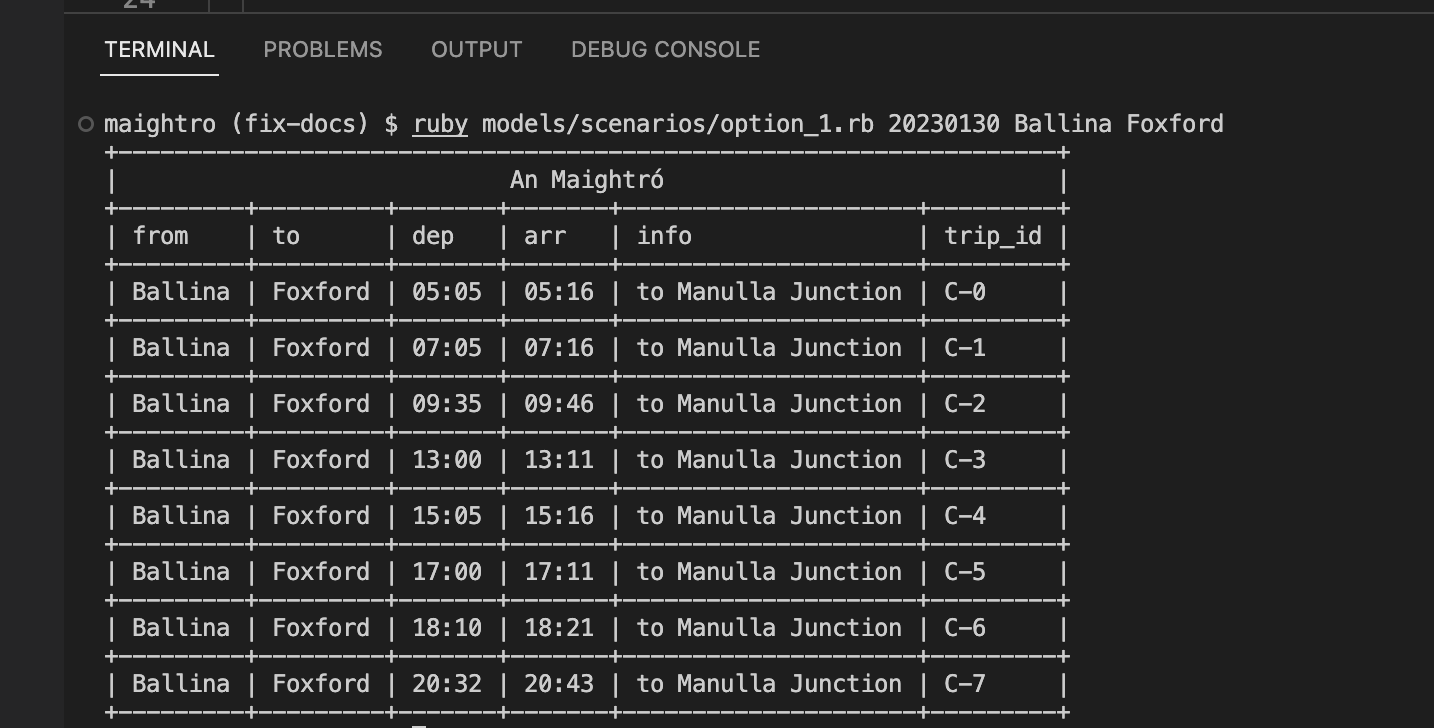 24
TERMINAL PROBLEMS OUTPUT DEBUG CONSOLE
maightro (fix-docs) $ ruby models/scenarios/option_1.rb 20230130 Ballina Foxford
+-------------------------------------------------------------------+
| An Maightró |
+---------+---------+-------+-------+---------------------+---------+
| from | to | dep | arr | info | trip_id |
+---------+---------+-------+-------+---------------------+---------+
| Ballina | Foxford | 05:05 | 05:16 | to Manulla Junction | C-0 |
+---------+---------+-------+-------+---------------------+---------+
| Ballina | Foxford | 07:05 | 07:16 | to Manulla Junction | C-1 |
+---------+---------+-------+-------+---------------------+---------+
| Ballina | Foxford | 09:35 | 09:46 | to Manulla Junction | C-2 |
+---------+---------+-------+-------+---------------------+---------+
| Ballina | Foxford | 13:00 | 13:11 | to Manulla Junction | C-3 |
+---------+---------+-------+-------+---------------------+---------+
| Ballina | Foxford | 15:05 | 15:16 | to Manulla Junction | C-4 |
+---------+---------+-------+-------+---------------------+---------+
| Ballina | Foxford | 17:00 | 17:11 | to Manulla Junction | C-5 |
+---------+---------+-------+-------+---------------------+---------+
| Ballina | Foxford | 18:10 | 18:21 | to Manulla Junction | C-6 |
+---------+---------+-------+-------+---------------------+---------+
| Ballina | Foxford | 20:32 | 20:43 | to Manulla Junction | C-7 |
+---------+---------+-------+-------+---------------------+---------+